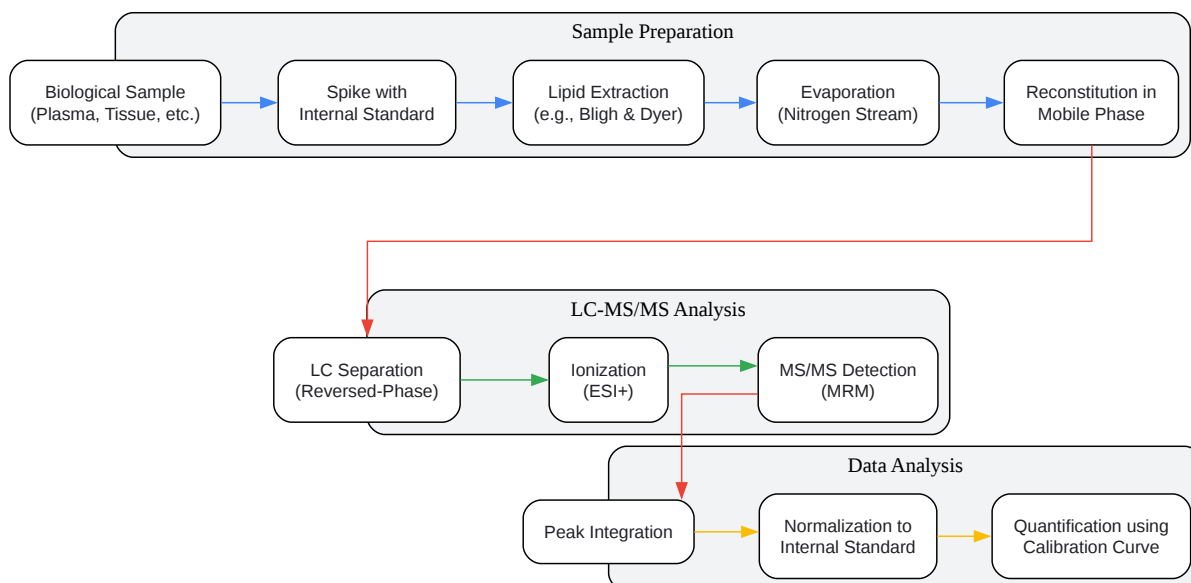 Sample Preparation
Biological Sample
(Plasma, Tissue, etc.)
Spike with
Internal Standard
Lipid Extraction
(e.g., Bligh & Dyer)
Evaporation
(Nitrogen Stream)
Reconstitution in
Mobile Phase
LC-MS/MS Analysis
LC Separation
(Reversed-Phase)
Ionization
(ESI+)
MS/MS Detection
(MRM)
Data Analysis
Peak Integration
Normalization to
Internal Standard
Quantification using
Calibration Curve